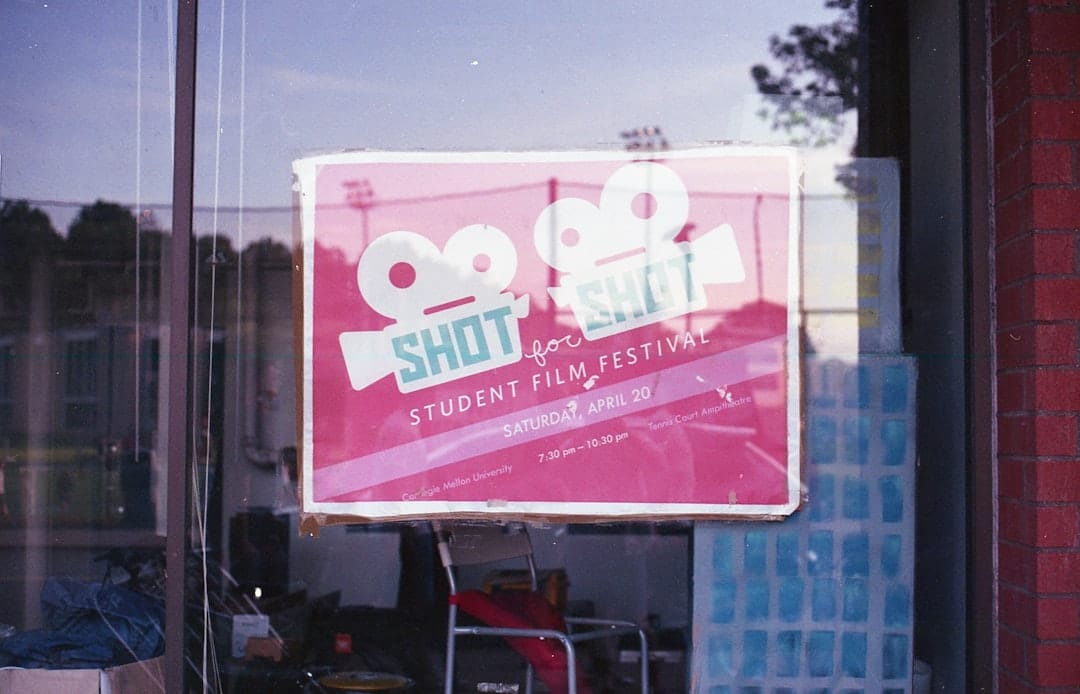 SHOT
for
SHOT
STUDENT FILM FESTIVAL
SATURDAY, APRIL 20
7:30 pm – 10:30 pm
Tennis Court Ampitheatre
Carnegie Mellon University